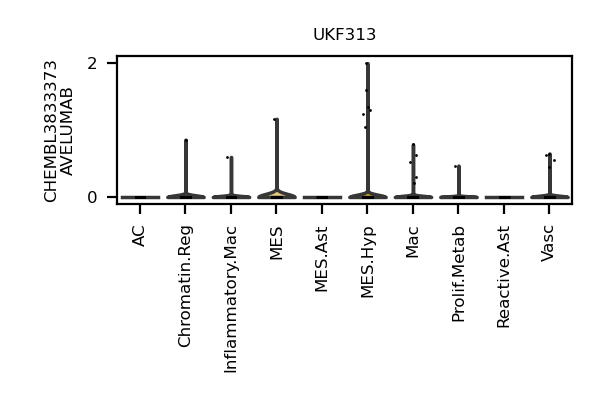 UKF313
CHEMBL3833373
AVELUMAB
2
0
AC
Chromatin.Reg
Inflammatory.Mac
MES
MES.Ast
MES.Hyp
Mac
Prolif.Metab
Reactive.Ast
Vasc